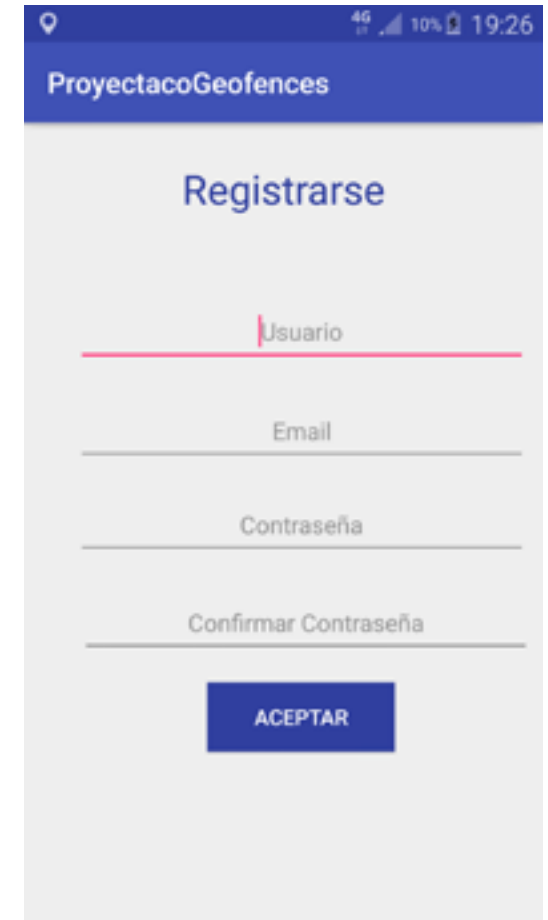 4G 10% 19:26
ProyectacoGeofences
Registrarse
Usuario
Email
Contraseña
Confirmar Contraseña
ACEPTAR